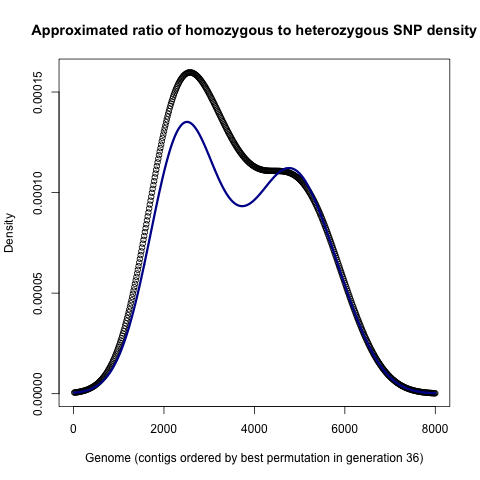 Approximated ratio of homozygous to heterozygous SNP density
Density
0.00015
0.00010
0.00005
0.00000
0 2000 4000 6000 8000
Genome (contigs ordered by best permutation in generation 36)